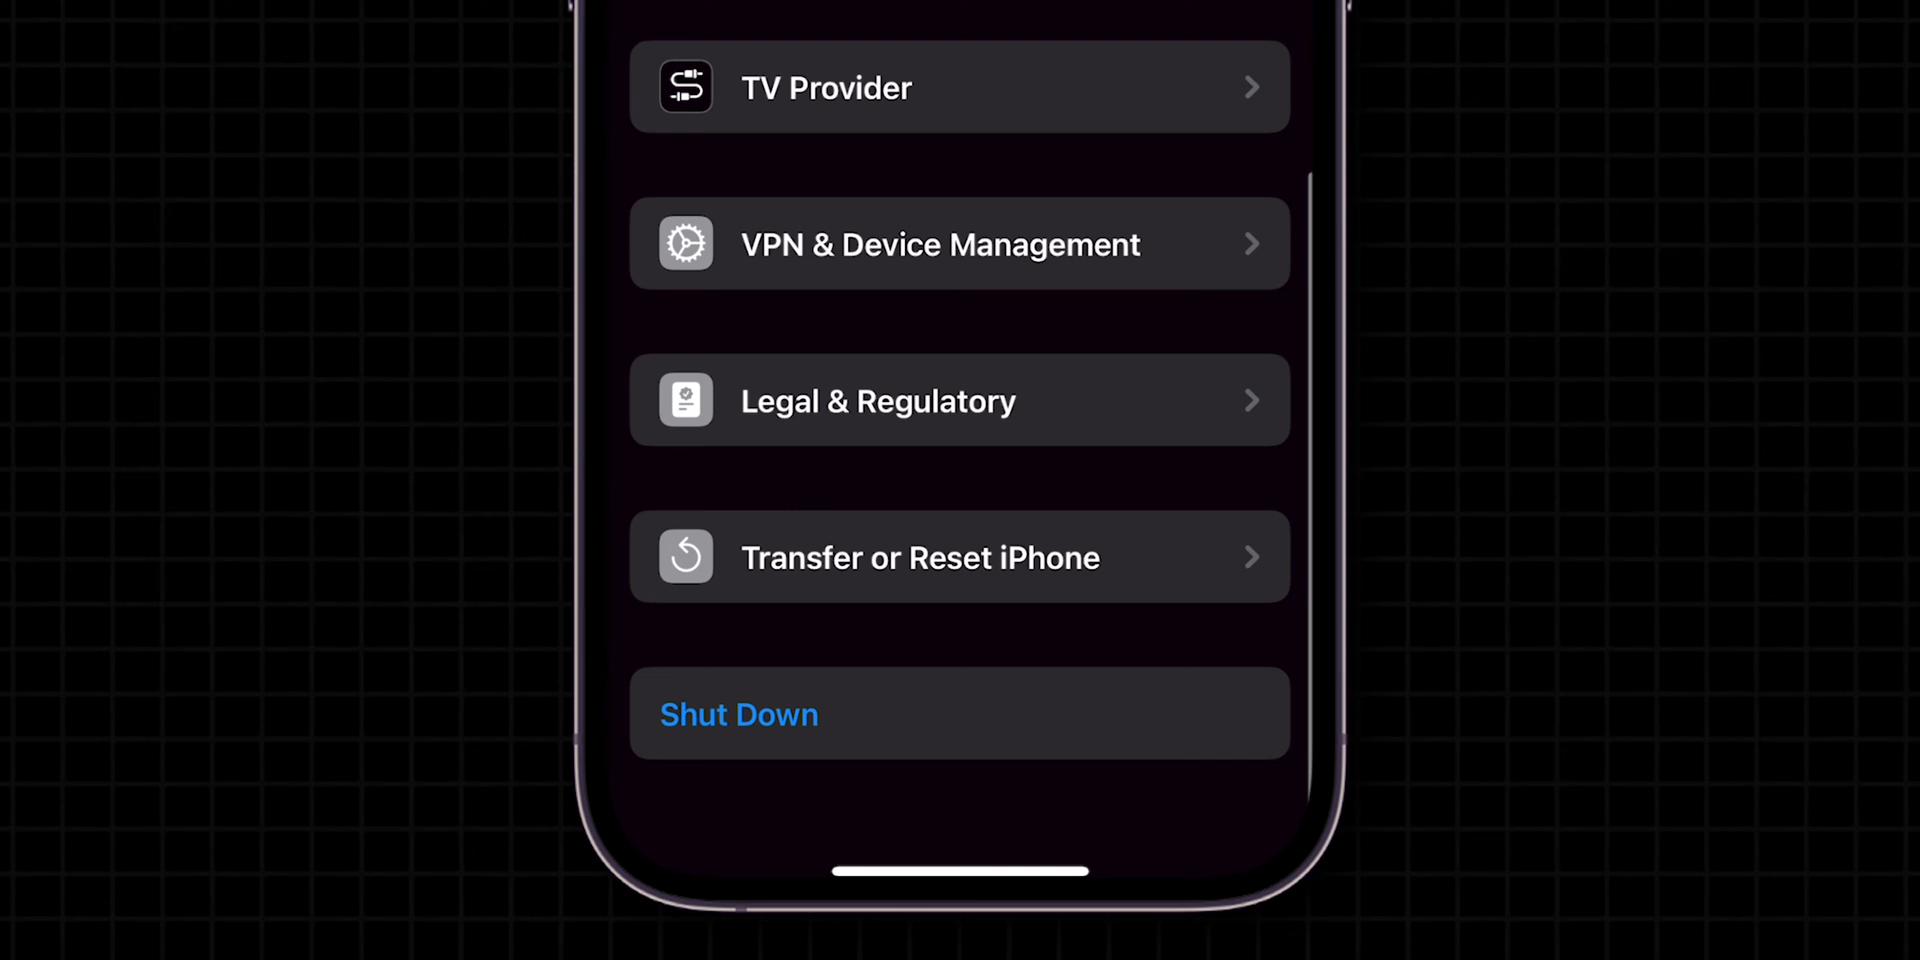 TV Provider
VPN & Device Management
Legal & Regulatory
Transfer or Reset iPhone
Shut Down